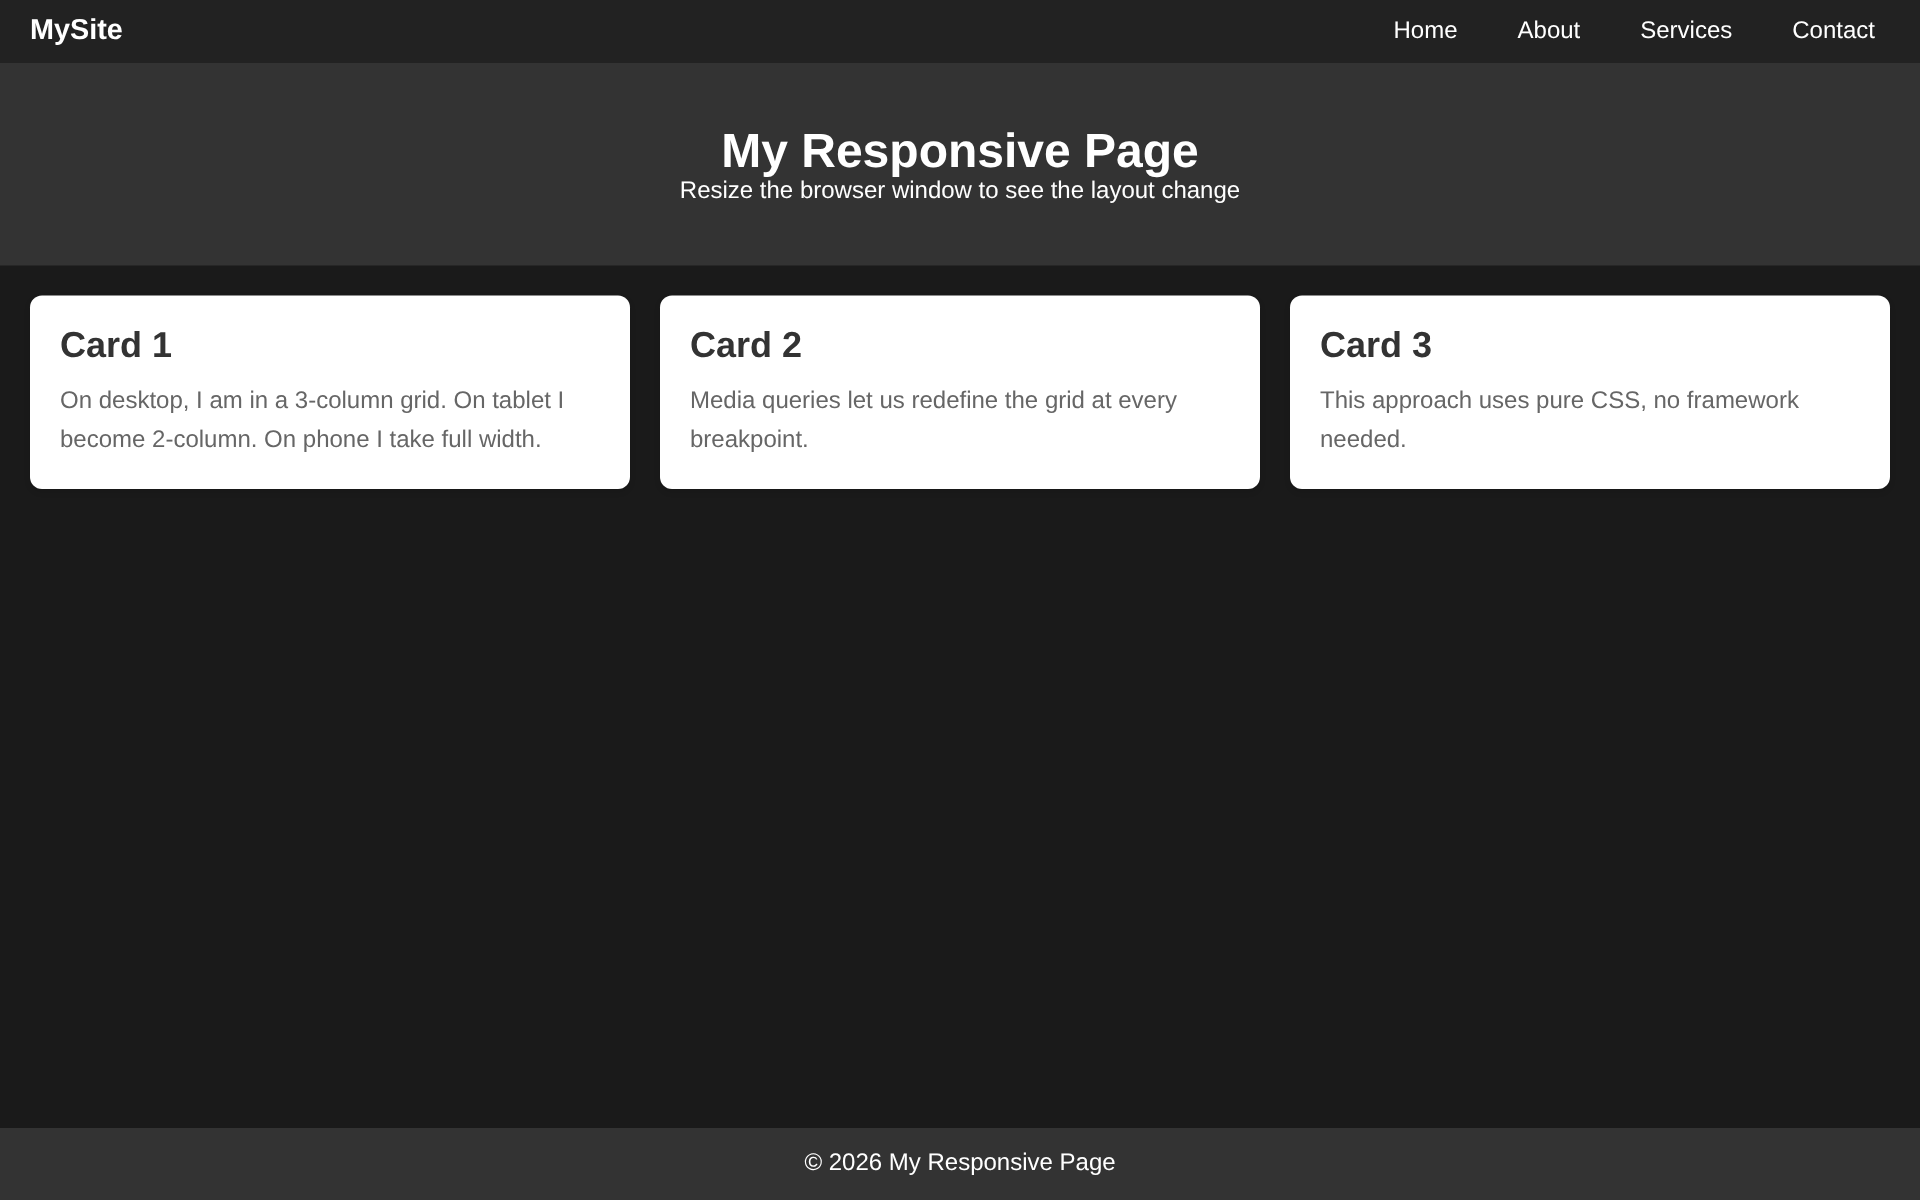 MySite
Home About Services Contact
My Responsive Page
Resize the browser window to see the layout change
Card 1
On desktop, I am in a 3-column grid. On tablet I
become 2-column. On phone I take full width.
Card 2
Media queries let us redefine the grid at every
breakpoint.
Card 3
This approach uses pure CSS, no framework
needed.
© 2026 My Responsive Page